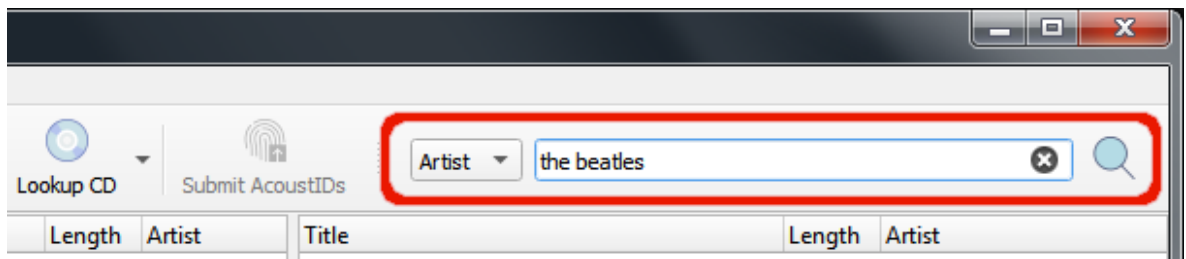 Artist the beatles
Lookup CD Submit AcoustIDs
Length Artist Title Length Artist